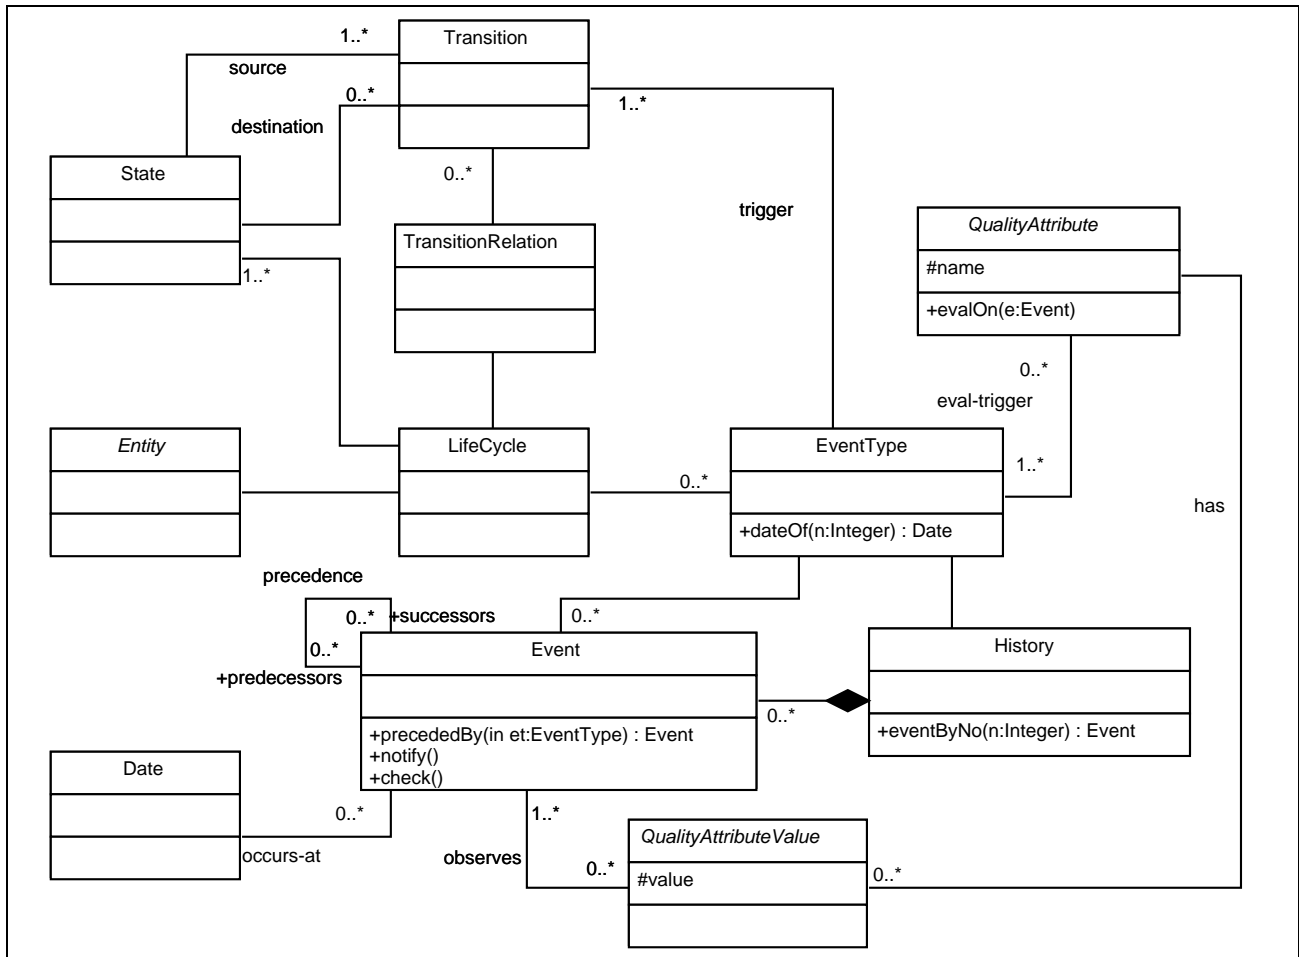 1..*
Transition
source
0..*
1..*
destination
State
0..*
trigger
QualityAttribute
TransitionRelation
#name
1..*
+evalOn(e:Event)
0..*
eval-trigger
Entity
LifeCycle
EventType
1..*
0..*
has
+dateOf(n:Integer) : Date
precedence
0..*
+successors
0..*
0..*
Event
History
+predecessors
0..*
+precededBy(in et:EventType) : Event
+eventByNo(n:Integer) : Event
+notify()
Date
+check()
0..*
1..*
QualityAttributeValue
occurs-at
observes
0..*
#value
0..*